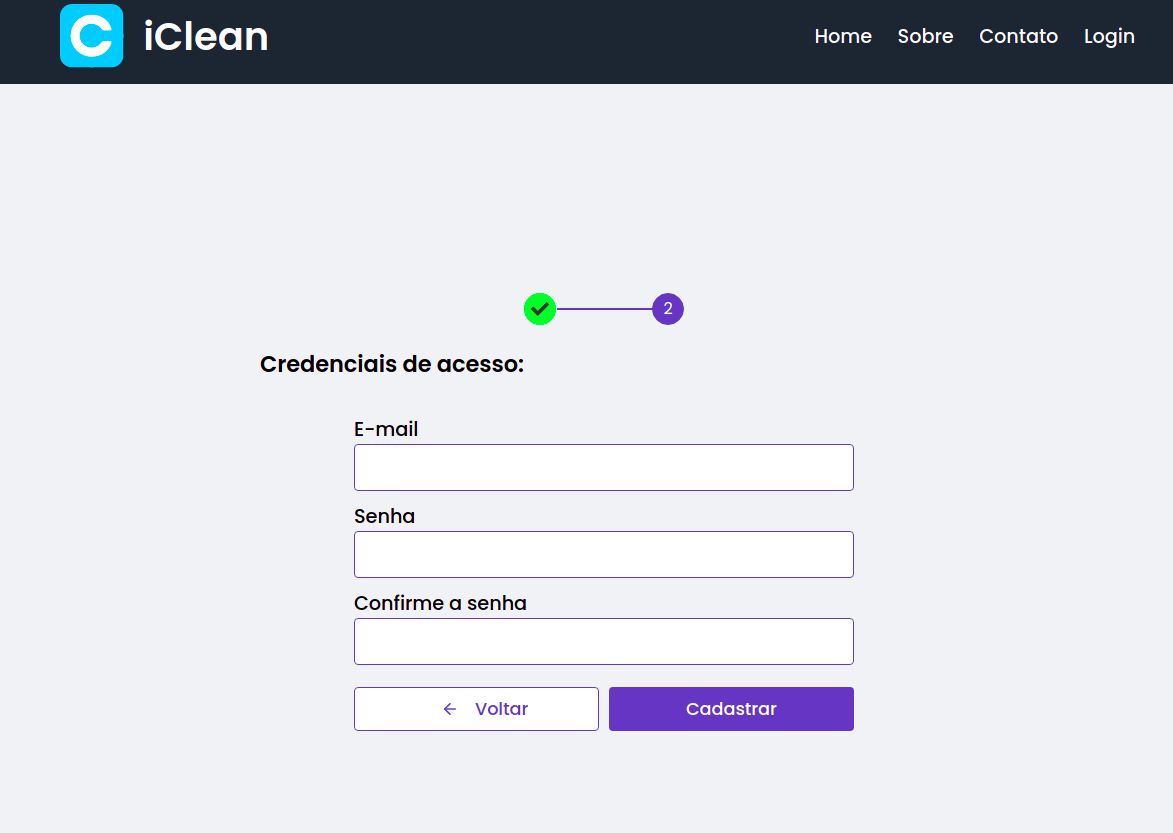 C iClean Home Sobre Contato Login
2
Credenciais de acesso:
E-mail
Senha
Confirme a senha
Voltar Cadastrar